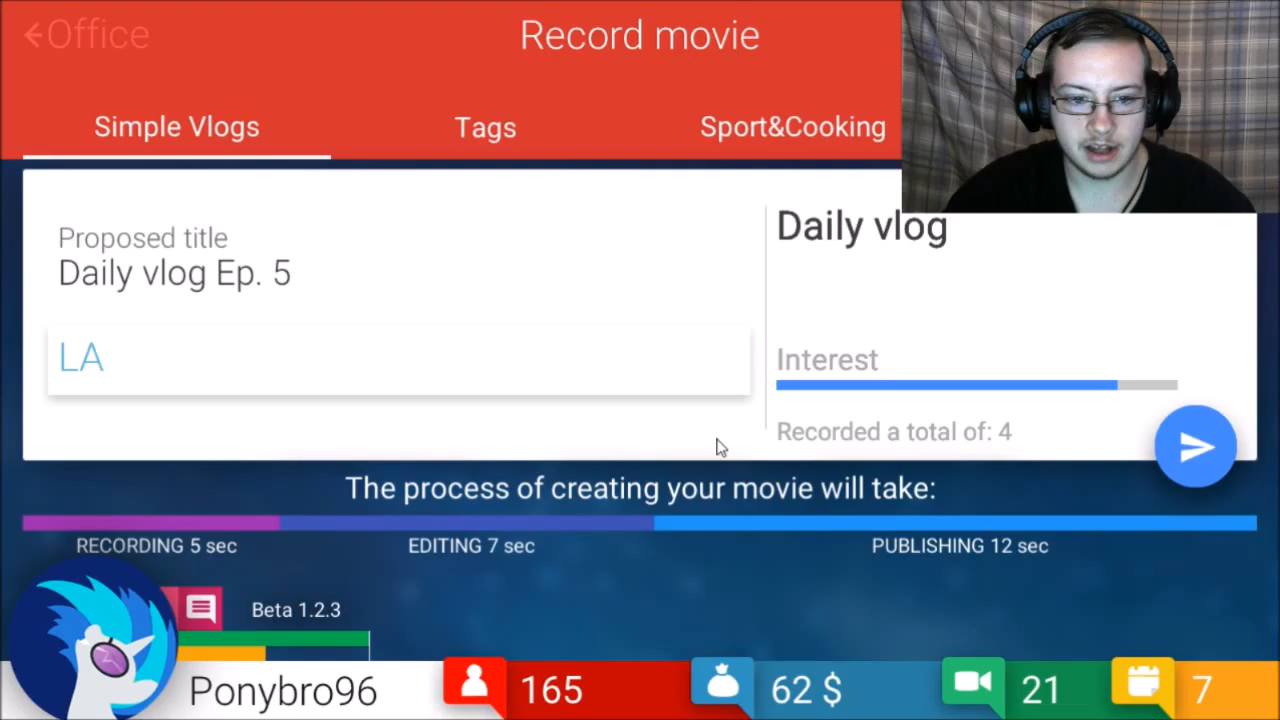 Office
Record movie
Simple Vlogs
Tags
Sport&Cooking
Proposed title
Daily vlog Ep. 5
LA
Daily vlog
Interest
Recorded a total of: 4
The process of creating your movie will take:
RECORDING 5 sec
EDITING 7 sec
PUBLISHING 12 sec
Beta 1.2.3
Ponybro96
165
62 $
21
7